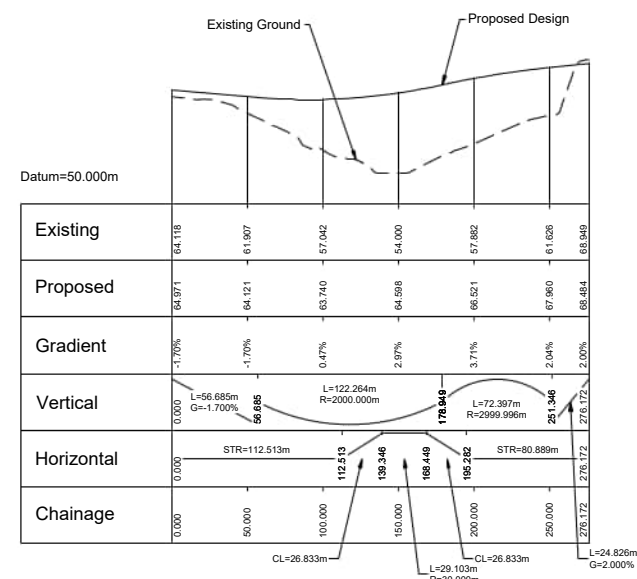 Existing Ground
Proposed Design
Datum=50.000m
Existing
64.118
61.907
57.042
54.000
57.882
61.626
68.949
Proposed
64.971
64.121
63.740
64.598
66.521
67.960
68.484
Gradient
-1.70%
-1.70%
0.47%
2.97%
3.71%
2.04%
2.00%
Vertical
0.000
L=56.685m
G=-1.700%
56.685
L=122.264m
R=2000.000m
178.949
L=72.397m
R=2999.996m
251.346
276.172
Horizontal
0.000
STR=112.513m
112.513
139.346
168.449
195.282
STR=80.889m
276.172
Chainage
0.000
50.000
100.000
150.000
200.000
250.000
276.172
CL=26.833m
L=29.103m
CL=26.833m
L=24.826m
G=2.000%